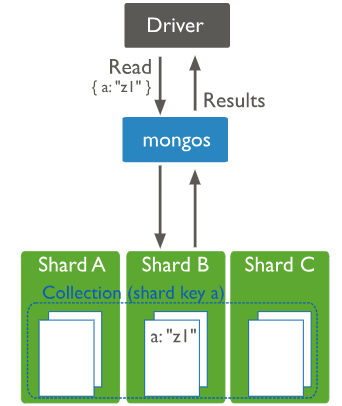 Driver
Read
{ a: "z1" }
Results
mongos
Shard A
Shard B
Shard C
Collection (shard key a)
a: "z1"